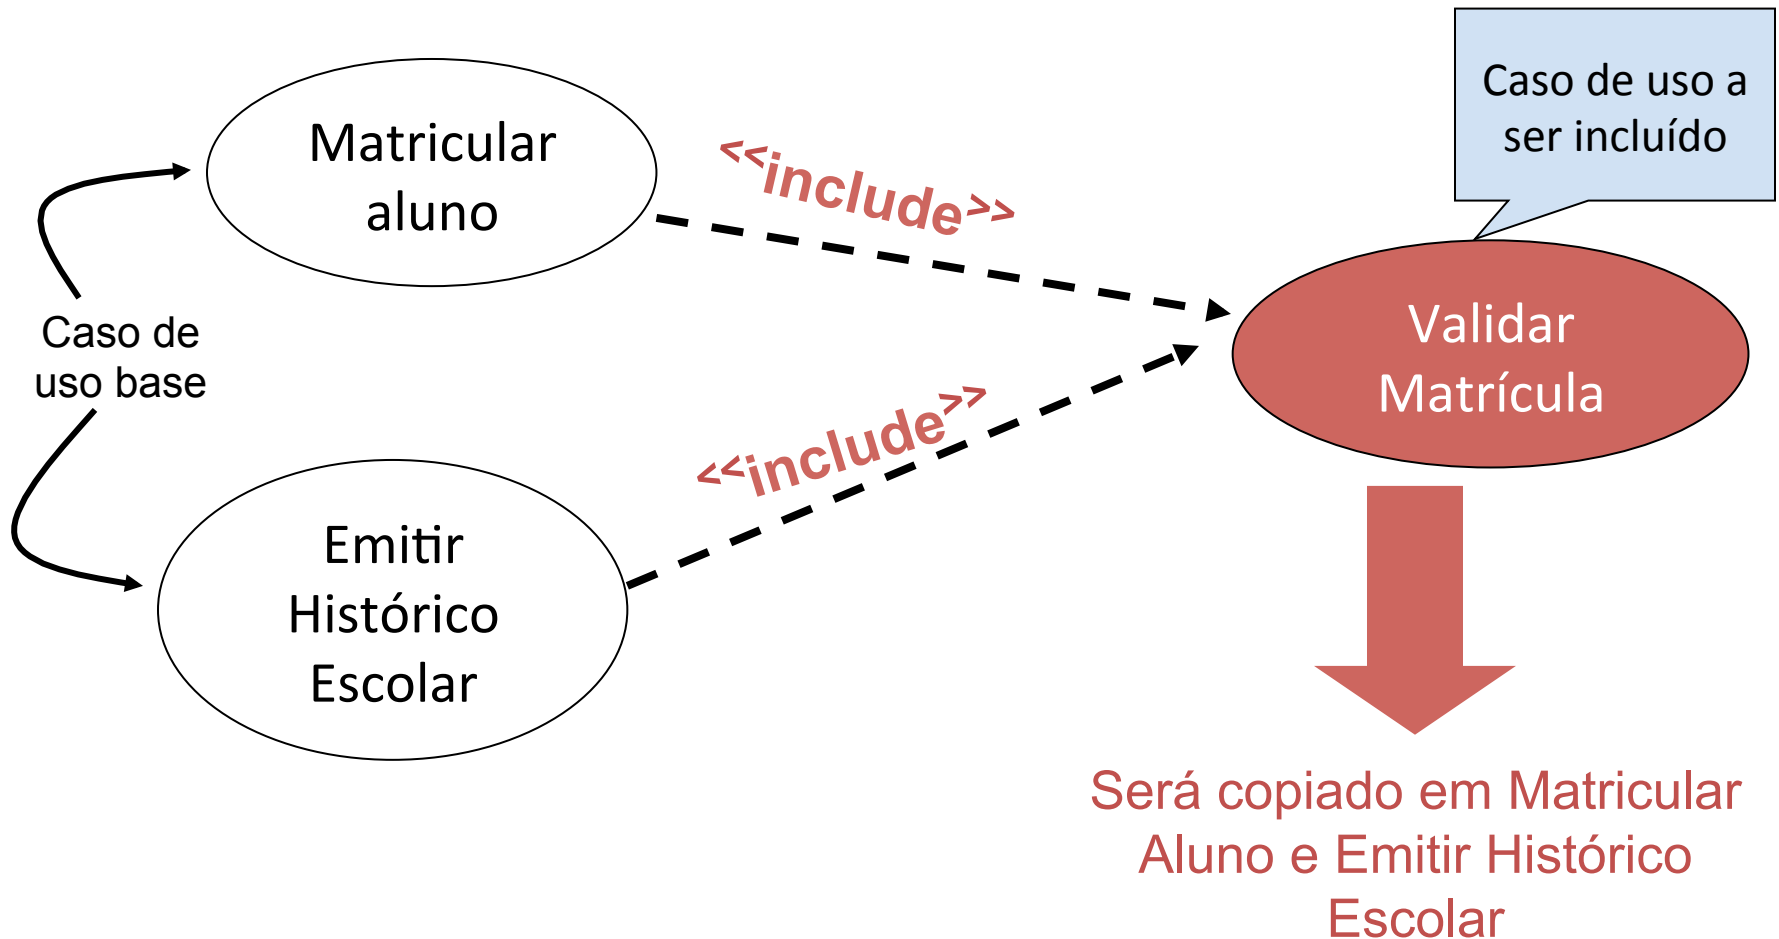 Caso de uso a
ser incluído
Matricular
aluno
<<include>>
Validar
Matrícula
Caso de
uso base
<<include>>
Emitir
Histórico
Escolar
Será copiado em Matricular
Aluno e Emitir Histórico
Escolar